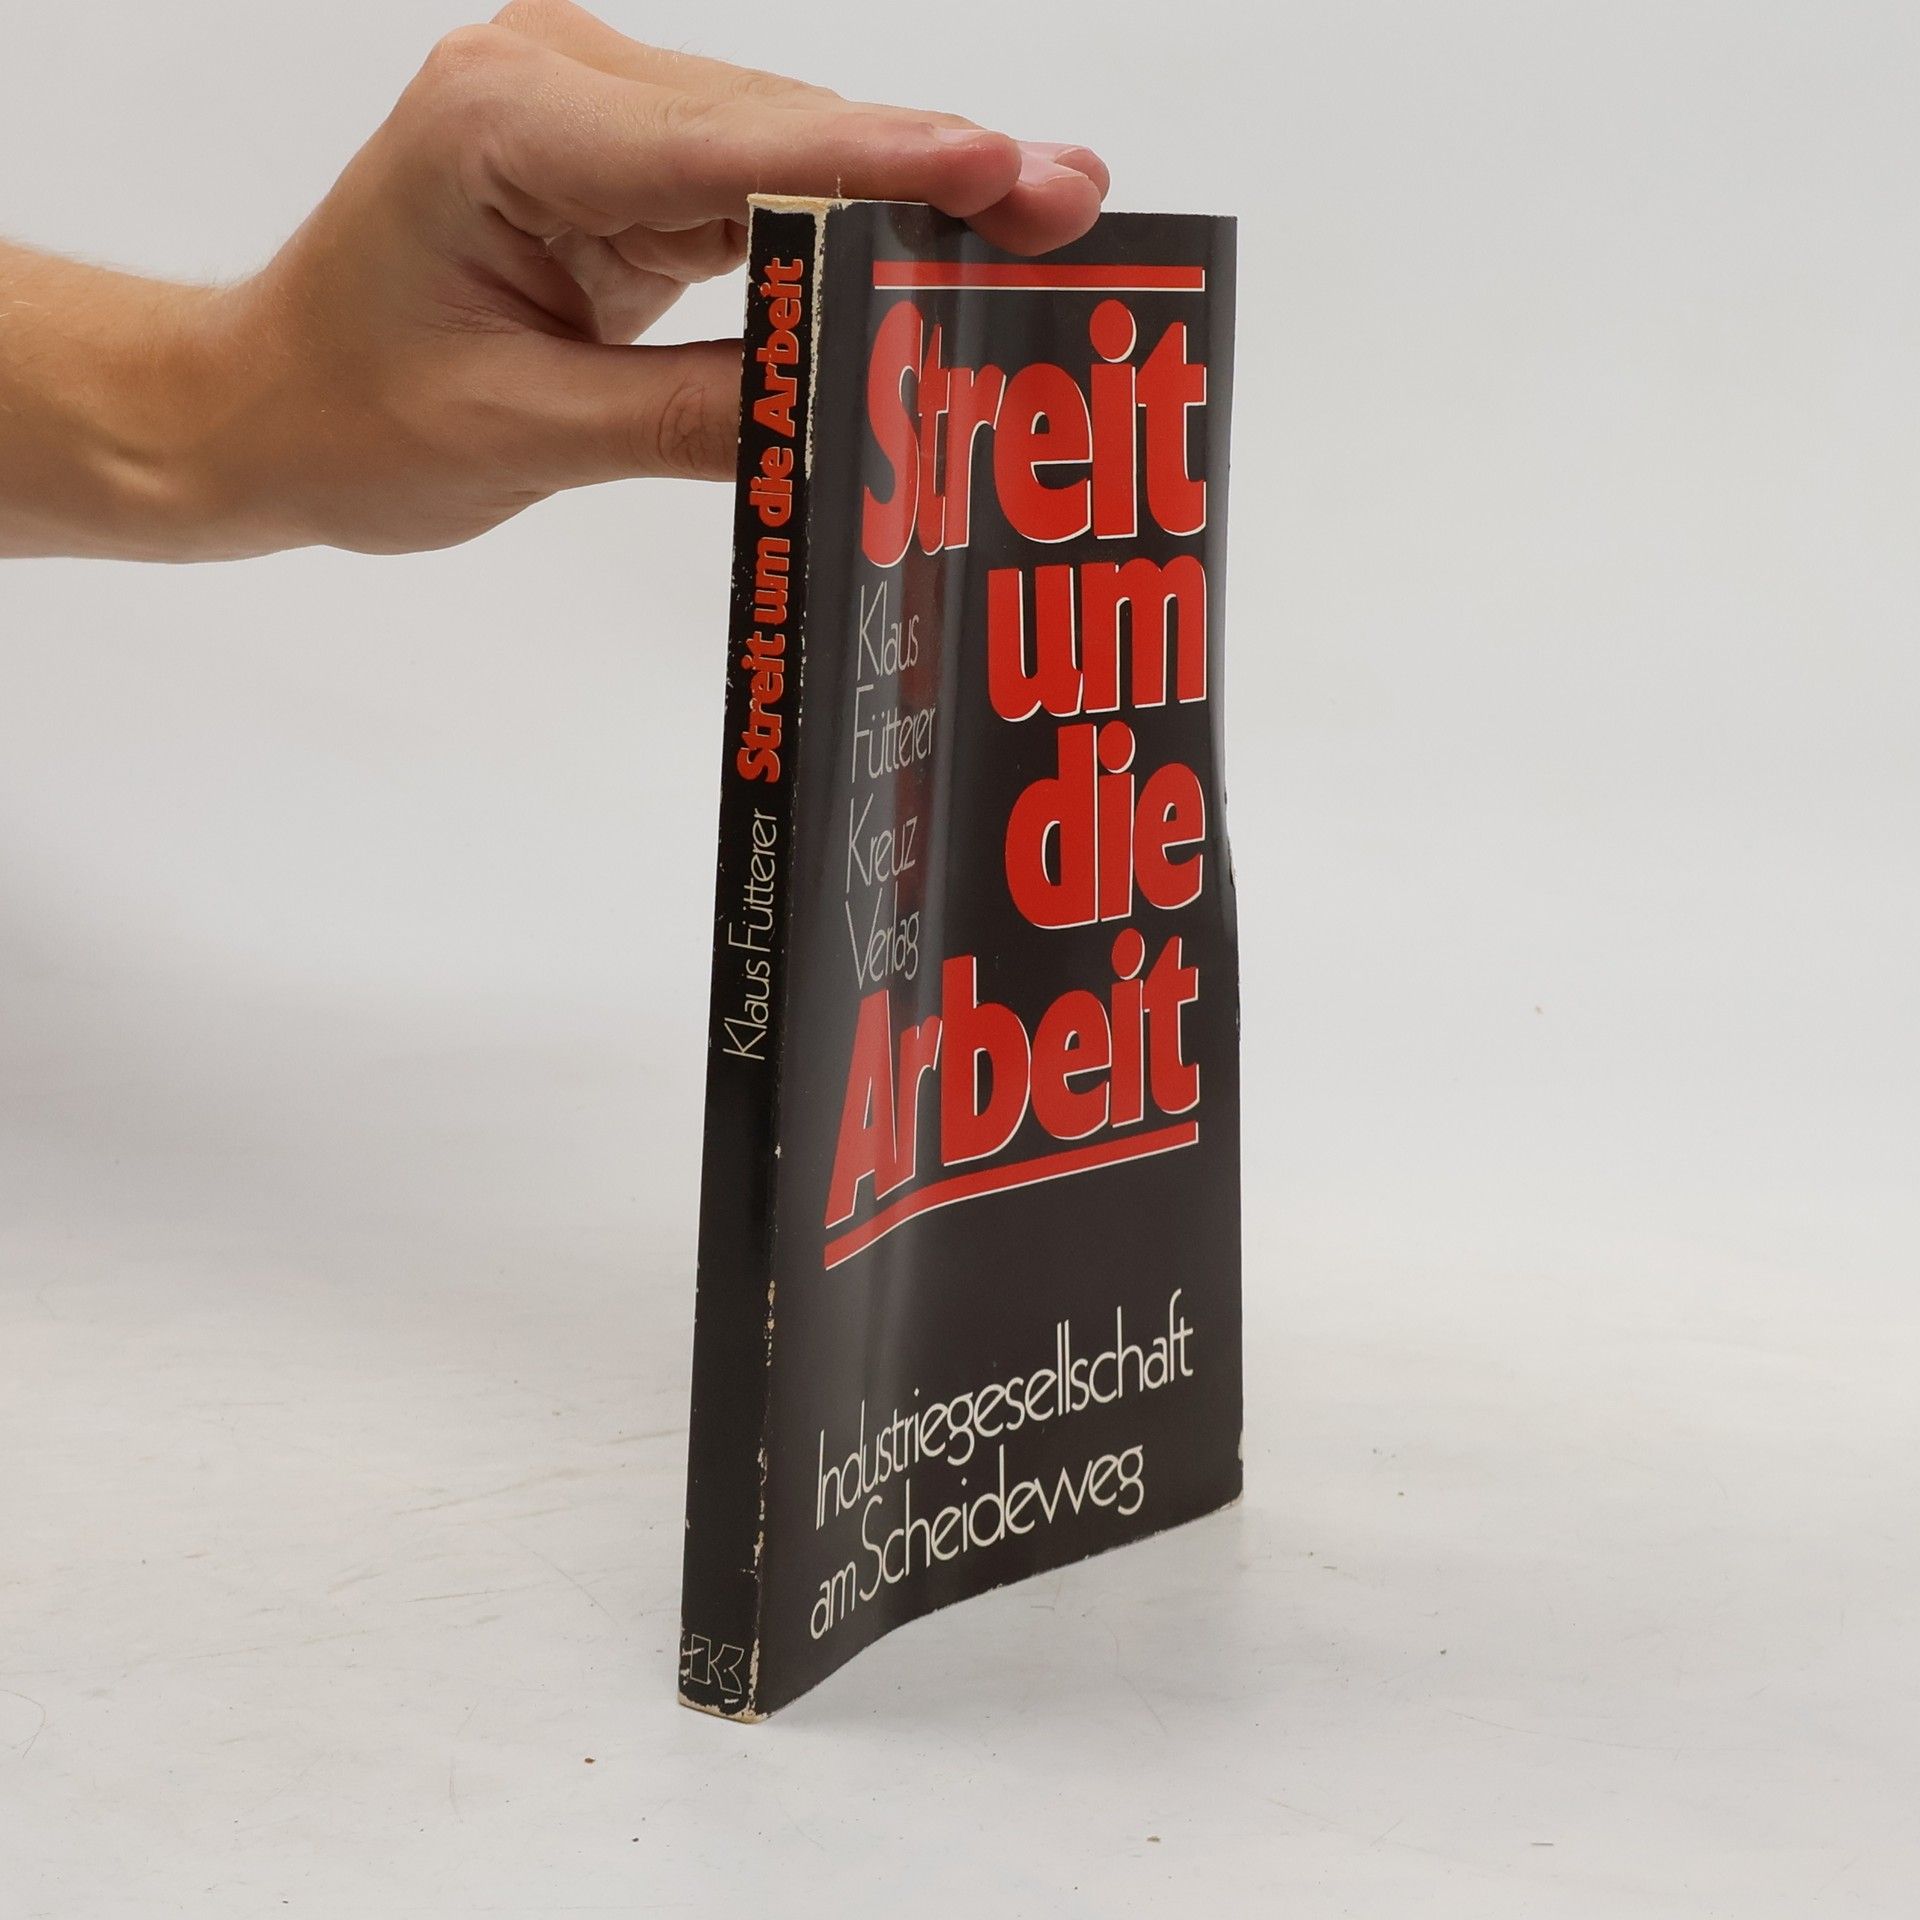 Klaus Fütterer Streit um die Arbeit
K
Streit
um
die
Arbeit
Klaus
Fütterer
Kreuz
Verlag
Industriegesellschaft
am Scheideweg